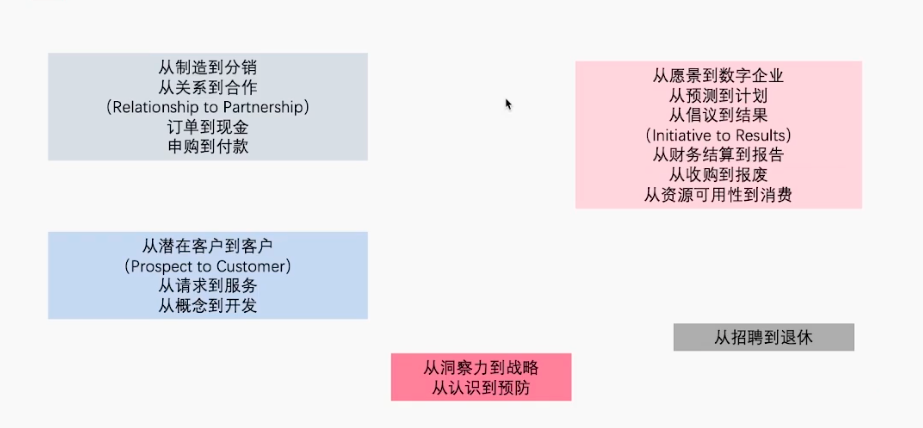 从制造到分销
从关系到合作
（Relationship to Partnership）
订单到现金
申购到付款
从愿景到数字企业
从预测到计划
从倡议到结果
（Initiative to Results）
从财务结算到报告
从收购到报废
从资源可用性到消费
从潜在客户到客户
（Prospect to Customer）
从请求到服务
从概念到开发
从招聘到退休
从洞察力到战略
从认识到预防